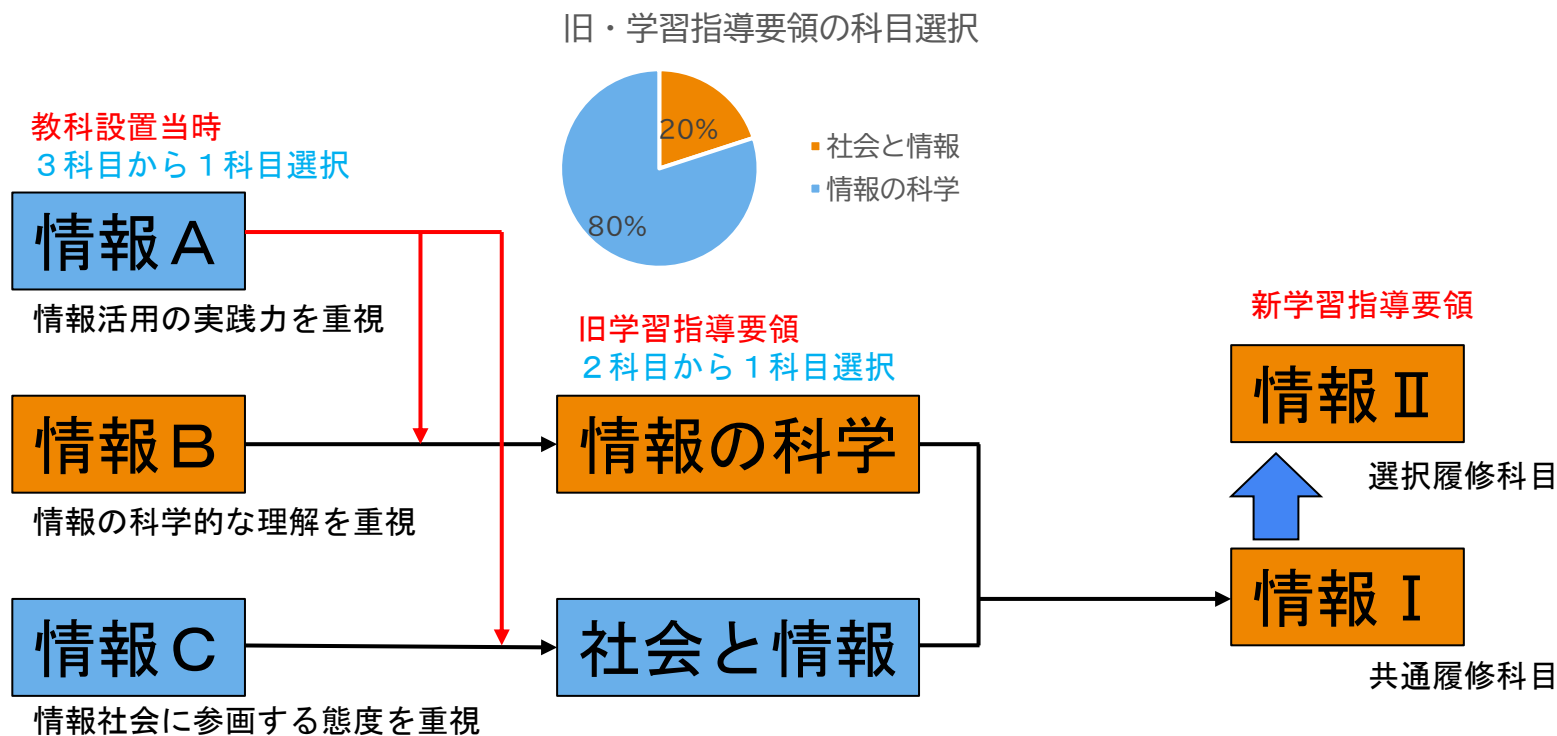 旧・学習指導要領の科目選択
20%
80%
社会と情報
情報の科学
教科設置当時
３科目から１科目選択
情報Ａ
情報活用の実践力を重視
情報Ｂ
情報の科学的な理解を重視
情報Ｃ
情報社会に参画する態度を重視
旧学習指導要領
２科目から１科目選択
情報の科学
社会と情報
新学習指導要領
情報Ⅱ
選択履修科目
情報Ⅰ
共通履修科目